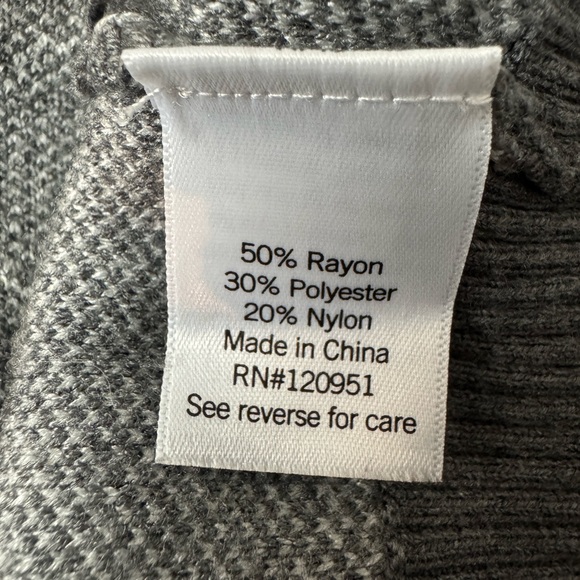 50% Rayon
30% Polyester
20% Nylon
Made in China
RN#120951
See reverse for care